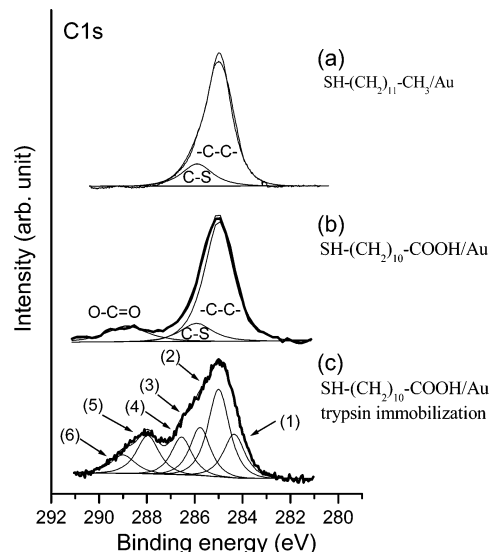 C1s
(a)
SH-(CH2)11-CH3/Au
-C-C-
C-S
(b)
SH-(CH2)10-COOH/Au
O-C=O
-C-C-
C-S
(c)
SH-(CH2)10-COOH/Au
trypsin immobilization
(2)
(3)
(4)
(5)
(6)
(1)
Intensity (arb. unit)
292 290 288 286 284 282 280
Binding energy (eV)